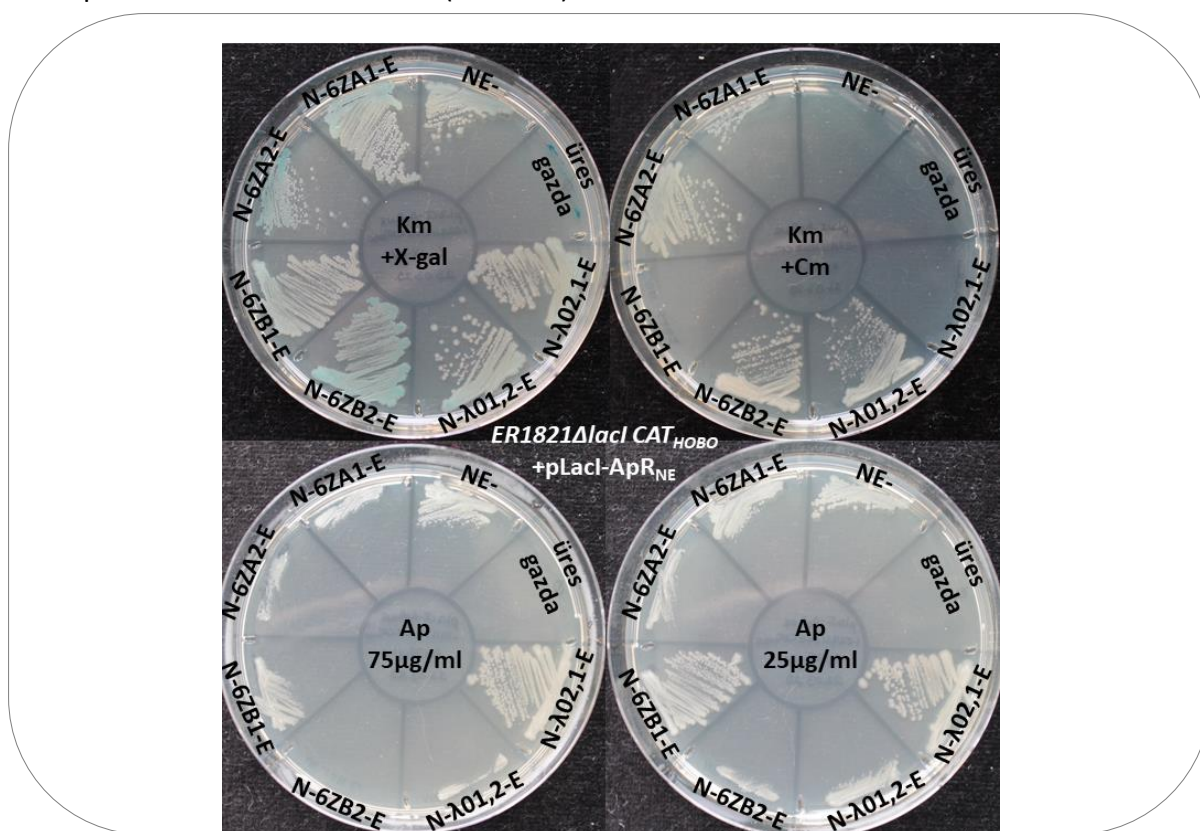 N-6ZA1-E
NE-
üres
gazda
N-λ02,1-E
N-λ01,2-E
N-6ZB2-E
N-6ZB1-E
N-6ZA2-E
Km
+X-gal
N-6ZA1-E
NE-
üres
gazda
N-λ02,1-E
N-λ01,2-E
N-6ZB2-E
N-6ZB1-E
N-6ZA2-E
Km
+Cm
ER1821ΔlacI CATHOBO
+pLacI-ApRNE
N-6ZA1-E
NE-
üres
gazda
N-λ02,1-E
N-λ01,2-E
N-6ZB2-E
N-6ZB1-E
N-6ZA2-E
Ap
75µg/ml
N-6ZA1-E
NE-
üres
gazda
N-λ02,1-E
N-λ01,2-E
N-6ZB2-E
N-6ZB1-E
N-6ZA2-E
Ap
25µg/ml